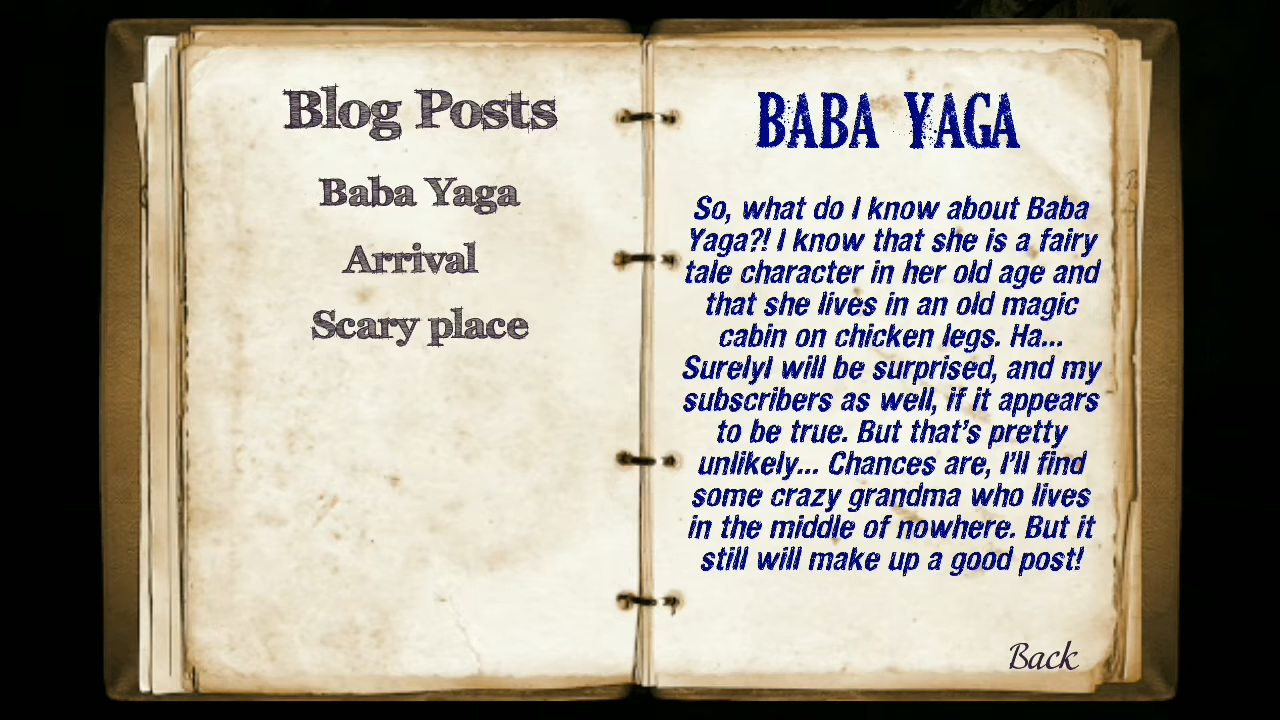 Blog Posts
Baba Yaga
Arrival
Scary place
BABA YAGA
So, what do I know about Baba
Yaga?! I know that she is a fairy
tale character in her old age and
that she lives in an old magic
cabin on chicken legs. Ha...
SurelyI will be surprised, and my
subscribers as well, if it appears
to be true. But that's pretty
unlikely... Chances are, I'll find
some crazy grandma who lives
in the middle of nowhere. But it
still will make up a good post!
Back